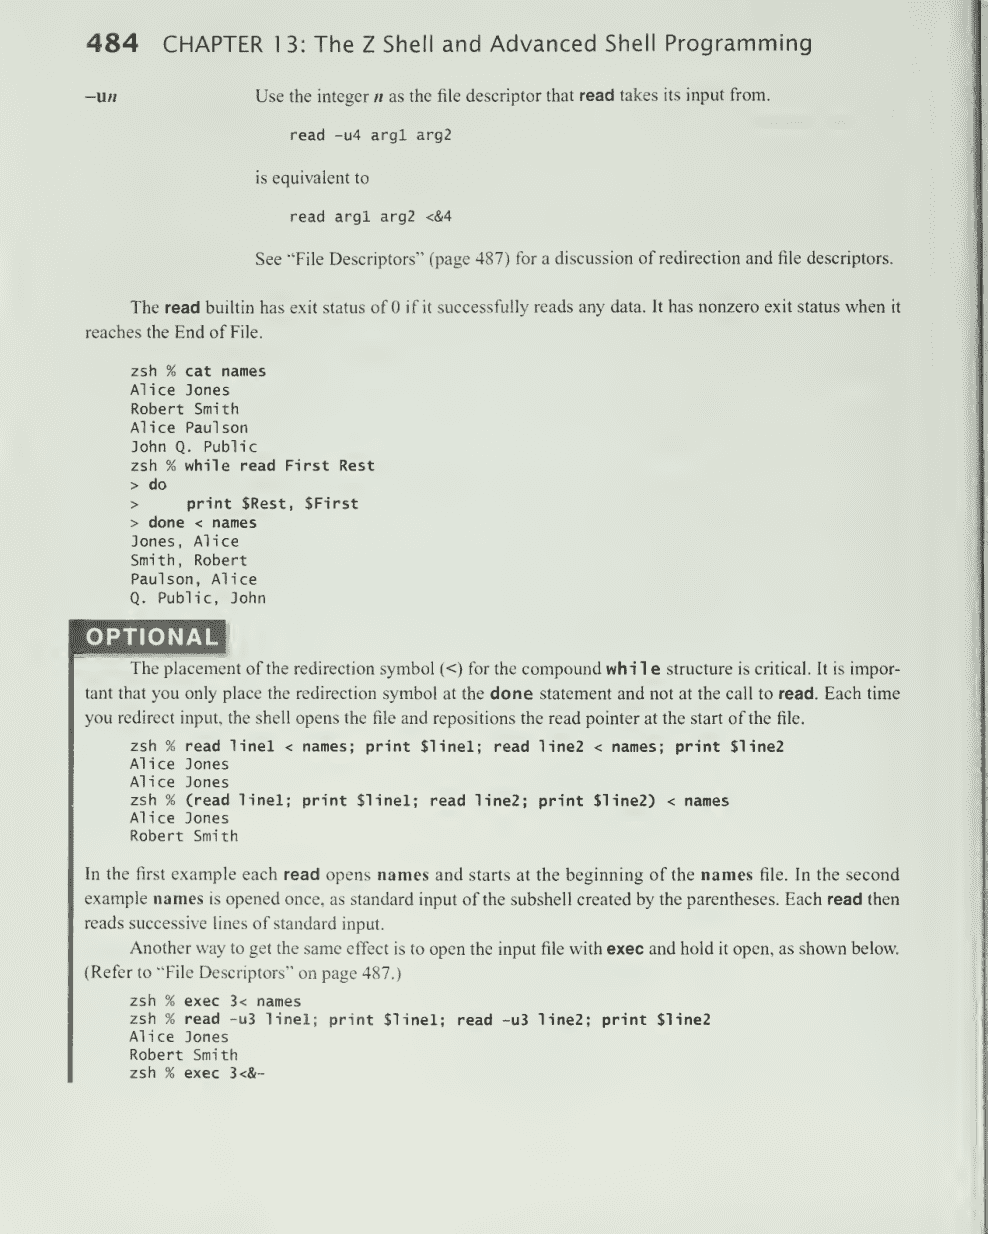 484 CHAPTER 13: The Z Shell and Advanced Shell Programming
–un Use the integer n as the file descriptor that read takes its input from.
read –u4 arg1 arg2
is equivalent to
read arg1 arg2 <&4
See “File Descriptors” (page 487) for a discussion of redirection and file descriptors.
The read builtin has exit status of 0 if it successfully reads any data. It has nonzero exit status when it
reaches the End of File.
zsh % cat names
Alice Jones
Robert Smith
Alice Paulson
John Q. Public
zsh % while read First Rest
> do
> print $Rest, $First
> done < names
Jones, Alice
Smith, Robert
Paulson, Alice
Q. Public, John
OPTIONAL
The placement of the redirection symbol (<) for the compound while structure is critical. It is impor-
tant that you only place the redirection symbol at the done statement and not at the call to read. Each time
you redirect input, the shell opens the file and repositions the read pointer at the start of the file.
zsh % read line1 < names; print $line1; read line2 < names; print $line2
Alice Jones
Alice Jones
zsh % (read line1; print $line1; read line2; print $line2) < names
Alice Jones
Robert Smith
In the first example each read opens names and starts at the beginning of the names file. In the second
example names is opened once, as standard input of the subshell created by the parentheses. Each read then
reads successive lines of standard input.
Another way to get the same effect is to open the input file with exec and hold it open, as shown below.
(Refer to “File Descriptors” on page 487.)
zsh % exec 3< names
zsh % read –u3 line1; print $line1; read –u3 line2; print $line2
Alice Jones
Robert Smith
zsh % exec 3<&–